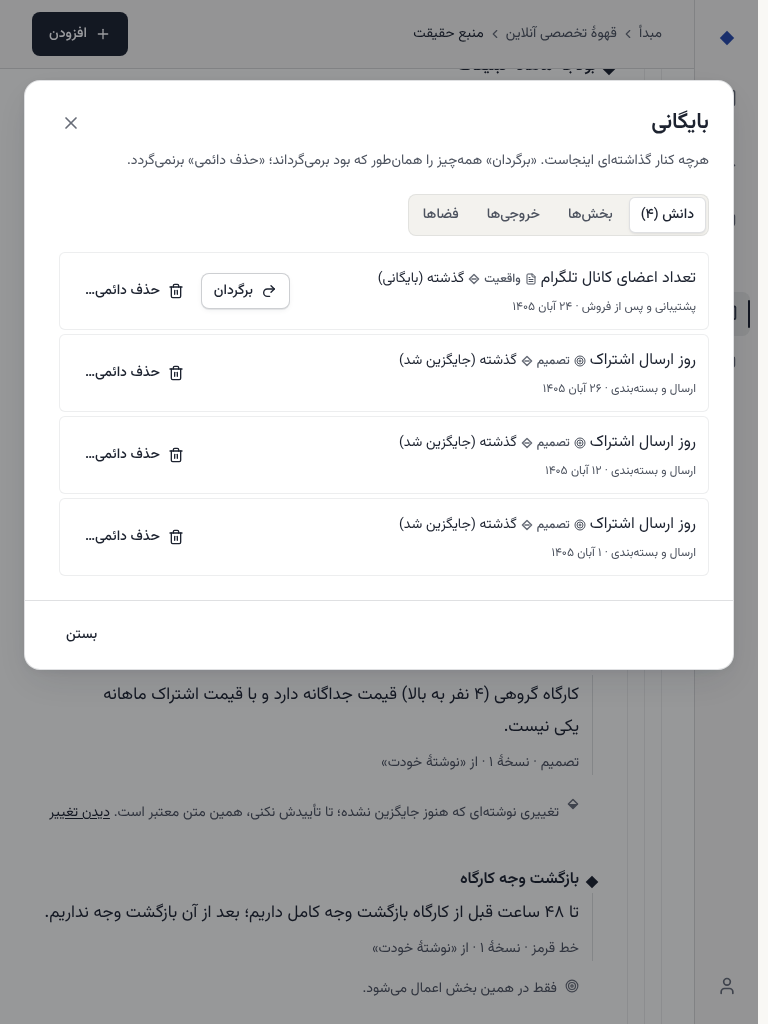 مبدأ › قهوهٔ تخصصی آنلاین › منبع حقیقت
افزودن
بایگانی
هرچه کنار گذاشته‌ای اینجاست. «برگردان» همه‌چیز را همان‌طور که بود برمی‌گرداند؛ «حذف دائمی» برنمی‌گردد.
دانش (۴) بخش‌ها خروجی‌ها فضاها
تعداد اعضای کانال تلگرام واقعیت گذشته (بایگانی)
پشتیبانی و پس از فروش · ۲۴ آبان ۱۴۰۵
برگردان
حذف دائمی…
روز ارسال اشتراک تصمیم گذشته (جایگزین شد)
ارسال و بسته‌بندی · ۲۶ آبان ۱۴۰۵
حذف دائمی…
روز ارسال اشتراک تصمیم گذشته (جایگزین شد)
ارسال و بسته‌بندی · ۱۲ آبان ۱۴۰۵
حذف دائمی…
روز ارسال اشتراک تصمیم گذشته (جایگزین شد)
ارسال و بسته‌بندی · ۱ آبان ۱۴۰۵
حذف دائمی…
بستن
کارگاه گروهی (۴ نفر به بالا) قیمت جداگانه دارد و با قیمت اشتراک ماهانه
یکی نیست.
تصمیم · نسخهٔ ۱ · از «نوشتهٔ خودت»
تغییری نوشته‌ای که هنوز جایگزین نشده؛ تا تأییدش نکنی، همین متن معتبر است. دیدن تغییر
بازگشت وجه کارگاه
تا ۴۸ ساعت قبل از کارگاه بازگشت وجه کامل داریم؛ بعد از آن بازگشت وجه نداریم.
خط قرمز · نسخهٔ ۱ · از «نوشتهٔ خودت»
فقط در همین بخش اعمال می‌شود.